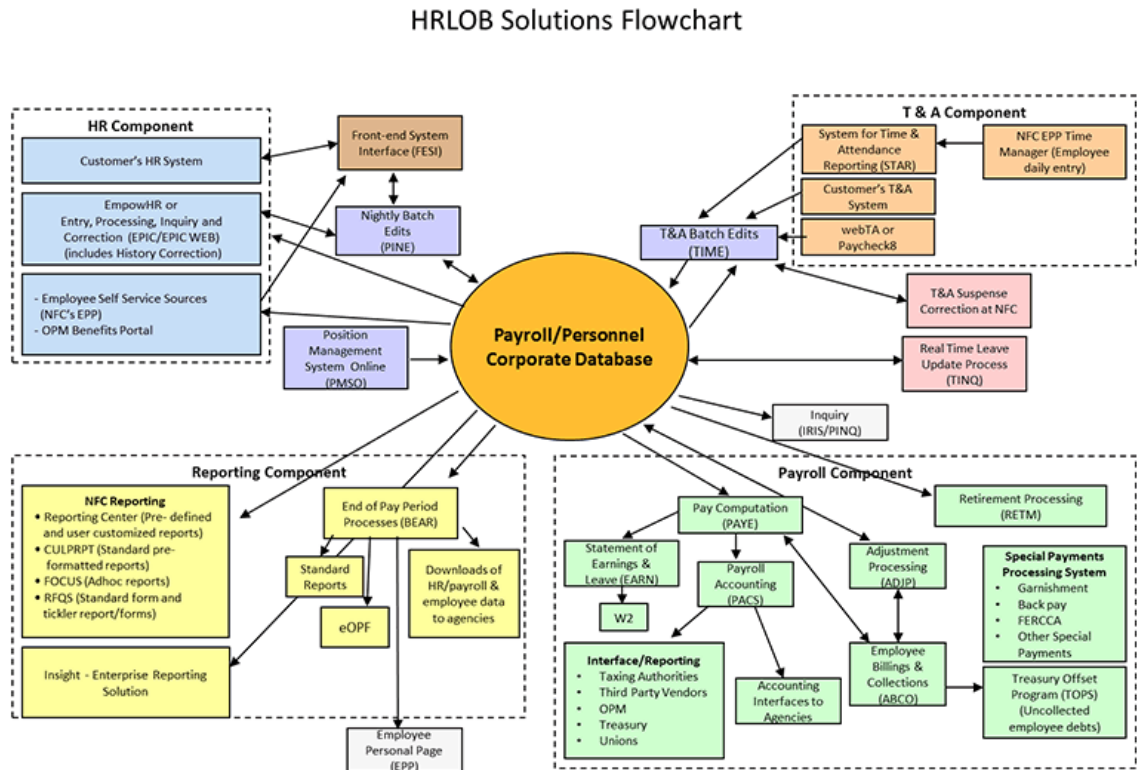 HRLOB Solutions Flowchart
HR Component
Customer's HR System
EmpowHR or
Entry, Processing, Inquiry and
Correction (EPIC/EPIC WEB)
(includes History Correction)
- Employee Self Service Sources
(NFC's EPP)
- OPM Benefits Portal
Front-end System
Interface (FESI)
Nightly Batch
Edits
(PINE)
Position
Management
System Online
(PMSO)
Payroll/Personnel
Corporate Database
T & A Component
System for Time &
Attendance
Reporting (STAR)
NFC EPP Time
Manager (Employee
daily entry)
Customer's T&A
System
webTA or
Paycheck8
T&A Batch Edits
(TIME)
T&A Suspense
Correction at NFC
Real Time Leave
Update Process
(TINQ)
Inquiry
(IRIS/PINQ)
Reporting Component
NFC Reporting
• Reporting Center (Pre- defined
and user customized reports)
• CULPRPT (Standard pre-
formatted reports)
• FOCUS (Adhoc reports)
• RFQS (Standard form and
tickler report/forms)
Insight - Enterprise Reporting
Solution
End of Pay Period
Processes (BEAR)
Standard
Reports
eOPF
Downloads of
HR/payroll &
employee data
to agencies
Employee
Personal Page
(EPP)
Payroll Component
Pay Computation
(PAYE)
Statement of
Earnings &
Leave (EARN)
W2
Payroll
Accounting
(PACS)
Interface/Reporting
• Taxing Authorities
• Third Party Vendors
• OPM
• Treasury
• Unions
Accounting
Interfaces to
Agencies
Retirement Processing
(RETM)
Adjustment
Processing
(ADJP)
Employee
Billings &
Collections
(ABCO)
Special Payments
Processing System
• Garnishment
• Back pay
• FERCCA
• Other Special
Payments
Treasury Offset
Program (TOPS)
(Uncollected
employee debts)